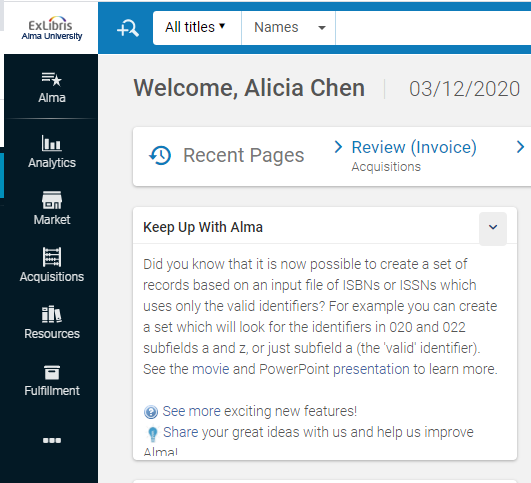 ExLibris
Alma University
All titles
Names
Alma
Analytics
Market
Acquisitions
Resources
Fulfillment
Welcome, Alicia Chen
03/12/2020
Recent Pages
Review (Invoice)
Acquisitions
Keep Up With Alma
Did you know that it is now possible to create a set of
records based on an input file of ISBNs or ISSNs which
uses only the valid identifiers? For example you can create
a set which will look for the identifiers in 020 and 022
subfields a and z, or just subfield a (the 'valid' identifier).
See the movie and PowerPoint presentation to learn more.
See more exciting new features!
Share your great ideas with us and help us improve
Alma!